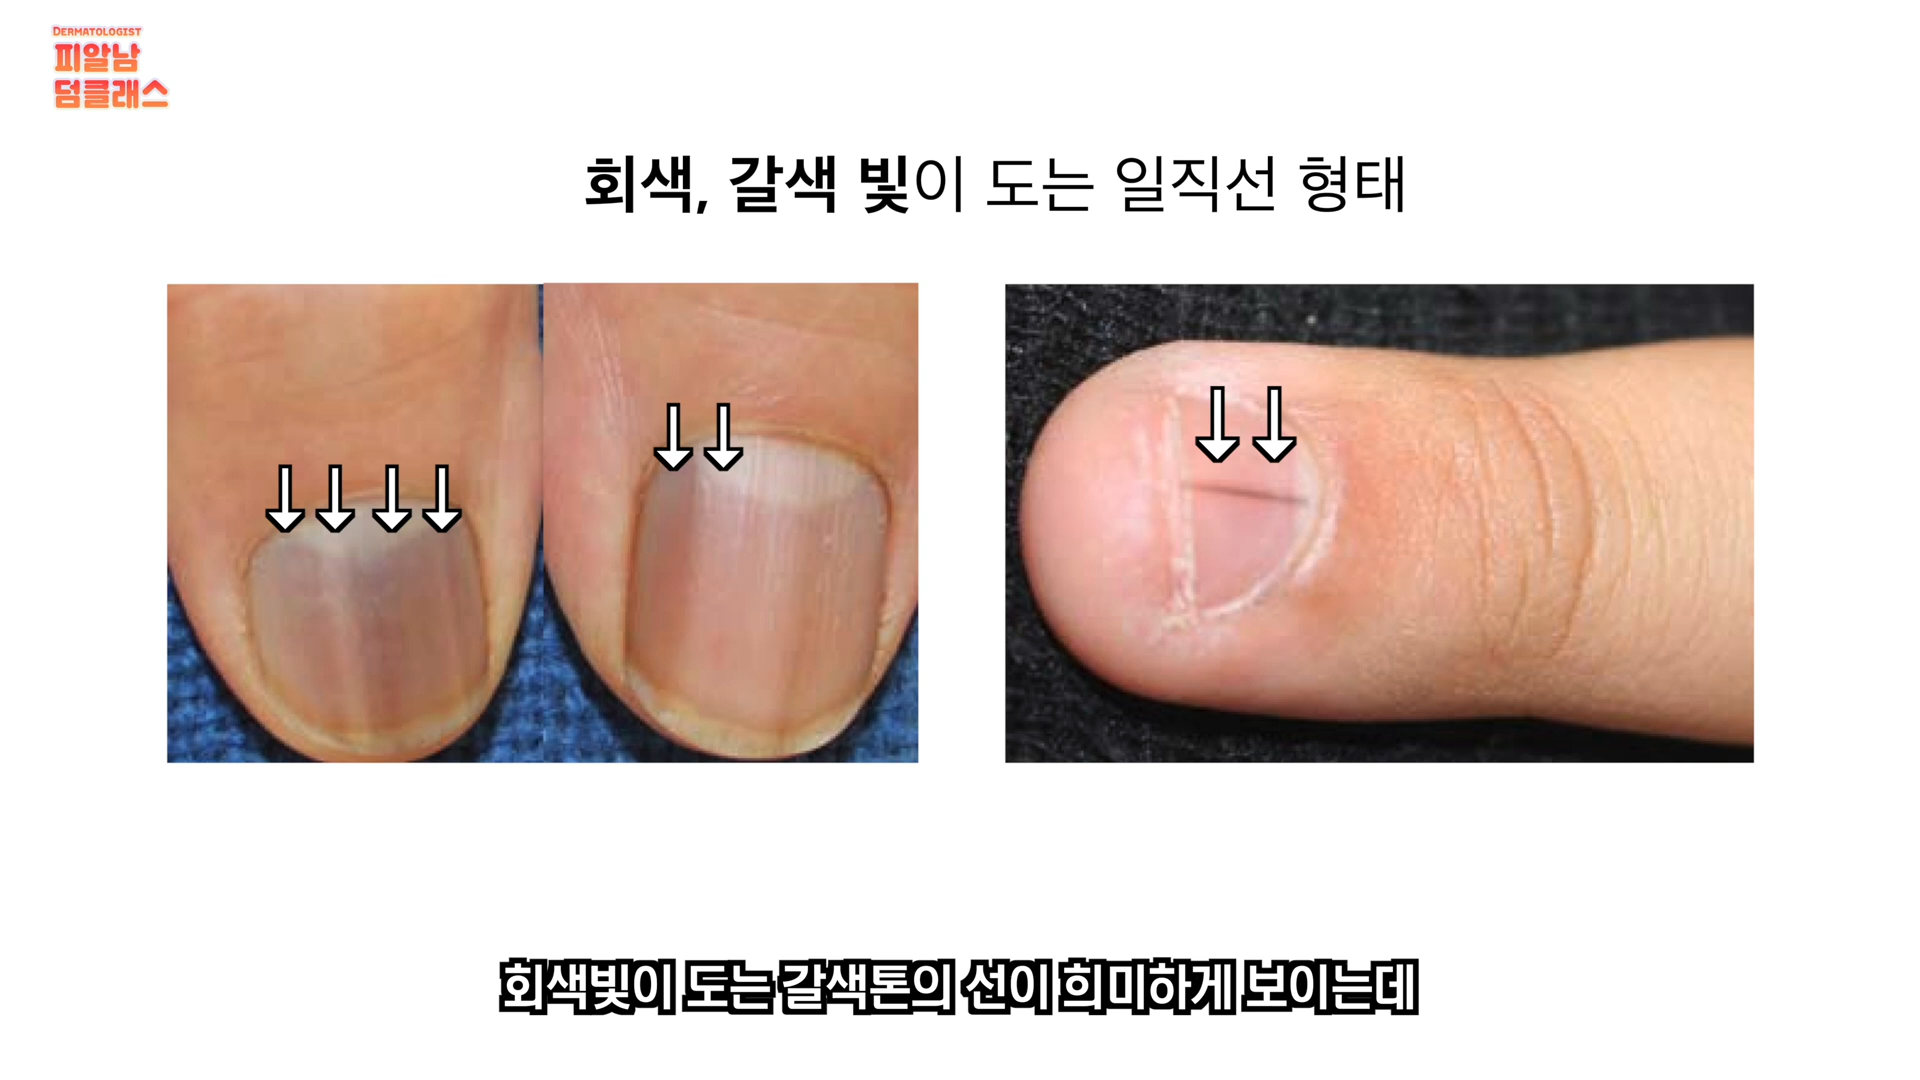 DERMATOLOGIST
피알남
덤클래스
회색, 갈색 빛이 도는 일직선 형태
회색빛이 도는 갈색톤의 선이 희미하게 보이는데